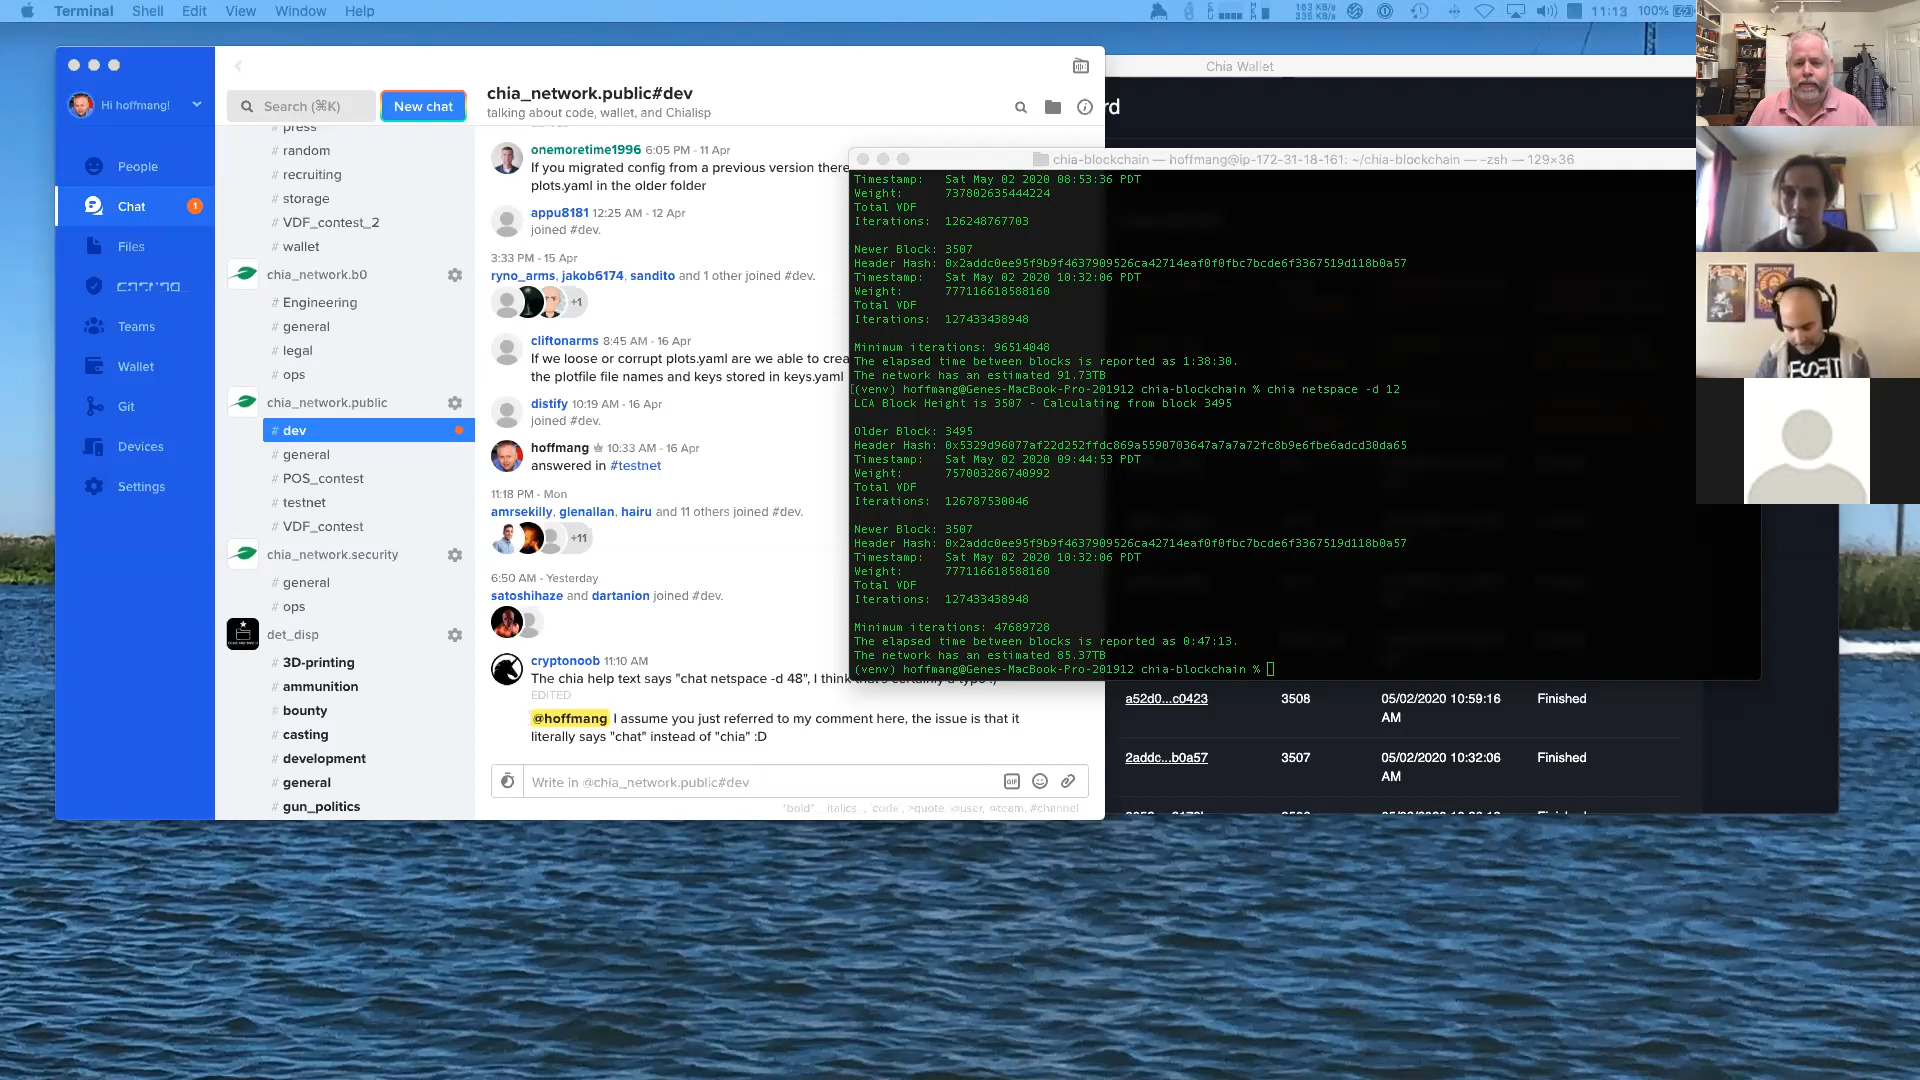 Terminal Shell Edit View Window Help
163 KB/s
336 KB/s
11:13 100%
Hi hoffmang!
People
Chat 1
Files
Teams
Wallet
Git
Devices
Settings
Search (⌘K)
New chat
# press
# random
# recruiting
# storage
# VDF_contest_2
# wallet
chia_network.b0
# Engineering
# general
# legal
# ops
chia_network.public
# dev
# general
# POS_contest
# testnet
# VDF_contest
chia_network.security
# general
# ops
det_disp
# 3D-printing
# ammunition
# bounty
# casting
# development
# general
# gun_politics
chia_network.public#dev
talking about code, wallet, and Chialisp
onemoretime1996 6:05 PM - 11 Apr
If you migrated config from a previous version there
plots.yaml in the older folder
appu8181 12:25 AM - 12 Apr
joined #dev.
3:33 PM - 15 Apr
ryno_arms, jakob6174, sandito and 1 other joined #dev.
+1
cliftonarms 8:45 AM - 16 Apr
If we loose or corrupt plots.yaml are we able to crea
the plotfile file names and keys stored in keys.yaml
distify 10:19 AM - 16 Apr
joined #dev.
hoffmang 10:33 AM - 16 Apr
answered in #testnet
11:18 PM - Mon
amrsekilly, glenallan, hairu and 11 others joined #dev.
+11
6:50 AM - Yesterday
satoshihaze and dartanion joined #dev.
cryptonoob 11:10 AM
The chia help text says "chat netspace -d 48", I think that's certainly a typo :)
EDITED
@hoffmang I assume you just referred to my comment here, the issue is that it
literally says "chat" instead of "chia" :D
Write in @chia_network.public#dev
GIF
*bold*, _italics_, `code`, >quote, @user, @team, #channel
Chia Wallet
rd
chia-blockchain — hoffmang@ip-172-31-18-161: ~/chia-blockchain — -zsh — 129×36
Timestamp: Sat May 02 2020 08:53:36 PDT
Weight: 737802635444224
Total VDF
Iterations: 126248767703
Newer Block: 3507
Header Hash: 0x2addc0ee95f9b9f4637909526ca42714eaf0f0fbc7bcde6f3367519d118b0a57
Timestamp: Sat May 02 2020 10:32:06 PDT
Weight: 777116618588160
Total VDF
Iterations: 127433438948
Minimum iterations: 96514048
The elapsed time between blocks is reported as 1:38:30.
The network has an estimated 91.73TB
[(venv) hoffmang@Genes-MacBook-Pro-201912 chia-blockchain % chia netspace -d 12
LCA Block Height is 3507 - Calculating from block 3495
Older Block: 3495
Header Hash: 0x5329d96077af22d252ffdc869a5590703647a7a7a72fc8b9e6fbe6adcd30da65
Timestamp: Sat May 02 2020 09:44:53 PDT
Weight: 757003286740992
Total VDF
Iterations: 126787530046
Newer Block: 3507
Header Hash: 0x2addc0ee95f9b9f4637909526ca42714eaf0f0fbc7bcde6f3367519d118b0a57
Timestamp: Sat May 02 2020 10:32:06 PDT
Weight: 777116618588160
Total VDF
Iterations: 127433438948
Minimum iterations: 47689728
The elapsed time between blocks is reported as 0:47:13.
The network has an estimated 85.37TB
(venv) hoffmang@Genes-MacBook-Pro-201912 chia-blockchain %
a52d0...c0423 3508 05/02/2020 10:59:16 AM Finished
2addc...b0a57 3507 05/02/2020 10:32:06 AM Finished